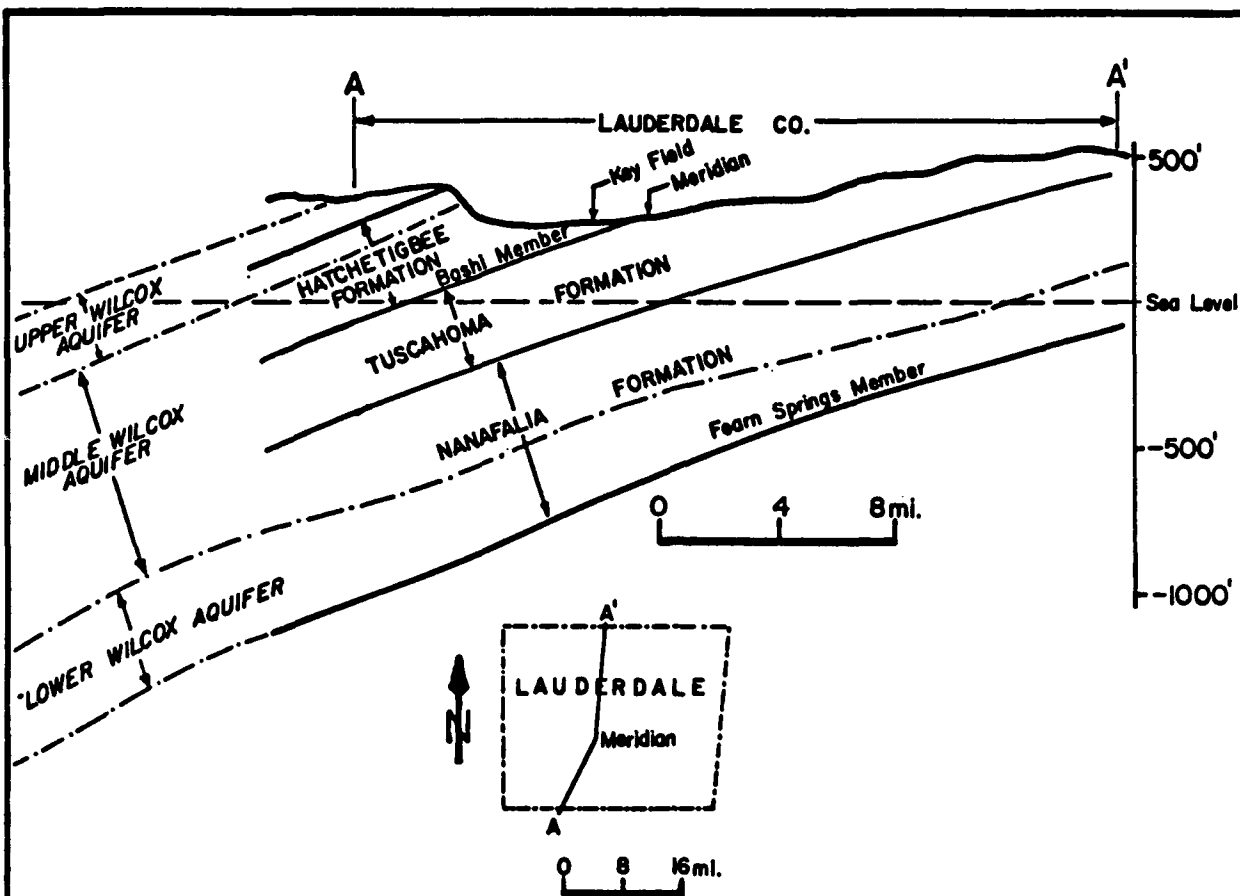 A
A'
LAUDERDALE CO.
Key Field
Meridian
500'
HATCHETIGBEE
FORMATION
Bashi Member
FORMATION
Sea Level
UPPER WILCOX
AQUIFER
TUSCAHOMA
FORMATION
Fearn Springs Member
NANAFALIA
MIDDLE WILCOX
AQUIFER
-500'
0 4 8 mi.
-1000'
LOWER WILCOX AQUIFER
A'
LAUDERDALE
N
Meridian
A
0 8 16 mi.